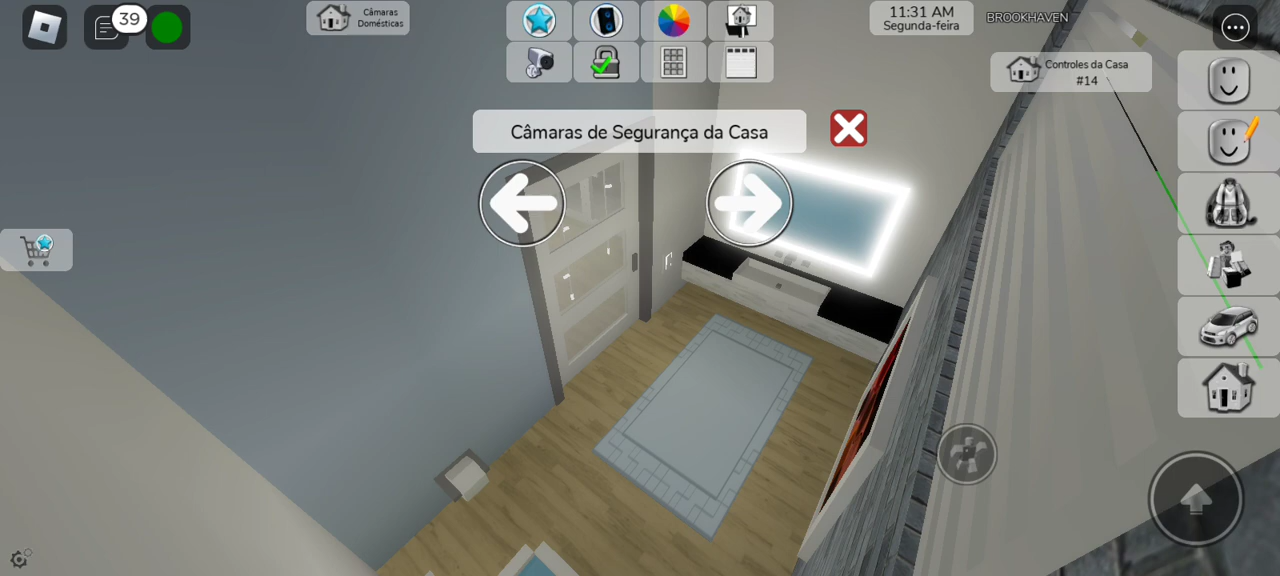 39
Câmaras
Domésticas
11:31 AM
Segunda-feira
BROOKHAVEN
Controles da Casa
#14
Câmaras de Segurança da Casa